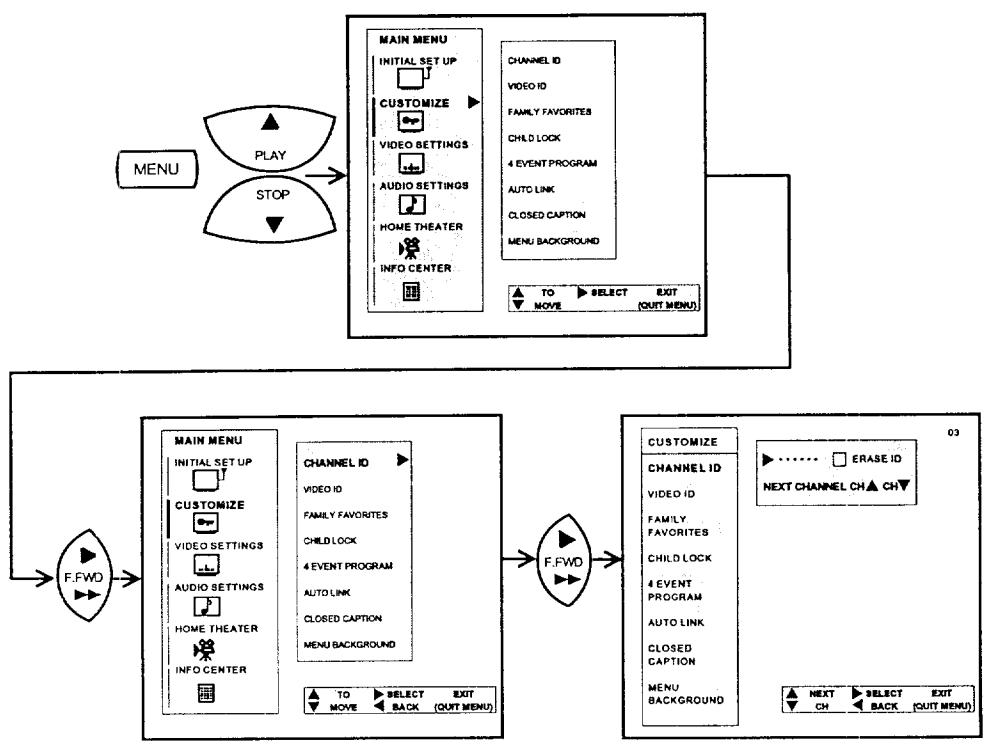 MENU
PLAY
STOP
MAIN MENU
INITIAL SET UP
CUSTOMIZE
VIDEO SETTINGS
AUDIO SETTINGS
HOME THEATER
INFO CENTER
CHANNEL ID
VIDEO ID
FAMILY FAVORITES
CHILD LOCK
4 EVENT PROGRAM
AUTO LINK
CLOSED CAPTION
MENU BACKGROUND
TO SELECT EXIT
MOVE (QUIT MENU)
F.FWD
MAIN MENU
INITIAL SET UP
CUSTOMIZE
VIDEO SETTINGS
AUDIO SETTINGS
HOME THEATER
INFO CENTER
CHANNEL ID
VIDEO ID
FAMILY FAVORITES
CHILD LOCK
4 EVENT PROGRAM
AUTO LINK
CLOSED CAPTION
MENU BACKGROUND
TO SELECT EXIT
MOVE BACK (QUIT MENU)
F.FWD
03
CUSTOMIZE
CHANNEL ID
VIDEO ID
FAMILY
FAVORITES
CHILD LOCK
4 EVENT
PROGRAM
AUTO LINK
CLOSED
CAPTION
MENU
BACKGROUND
▶······ □ ERASE ID
NEXT CHANNEL CH▲ CH▼
NEXT SELECT EXIT
CH BACK (QUIT MENU)